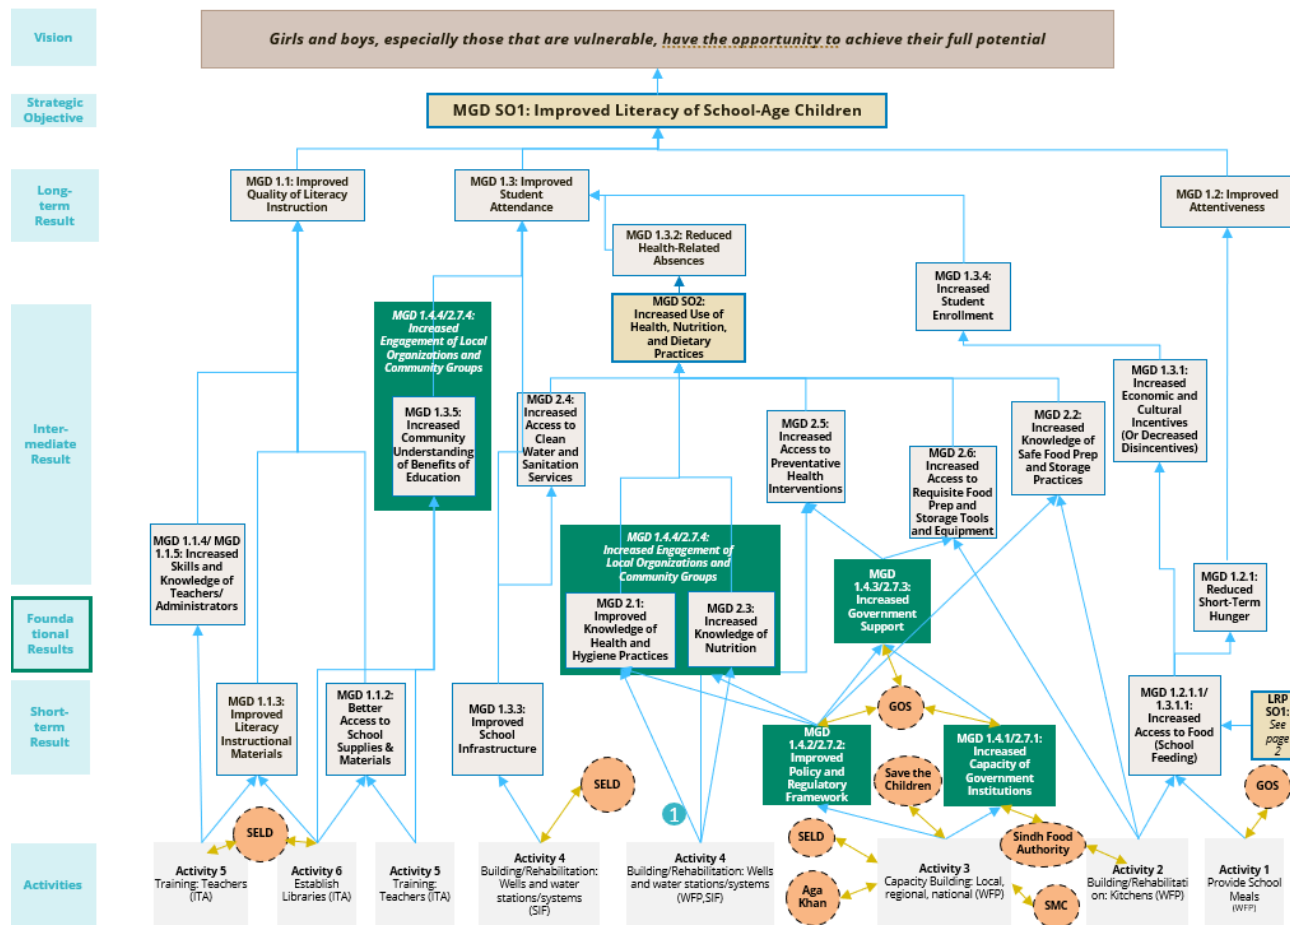 Vision
Girls and boys, especially those that are vulnerable, have the opportunity to achieve their full potential
Strategic
Objective
MGD SO1: Improved Literacy of School-Age Children
Long-
term
Result
MGD 1.1: Improved
Quality of Literacy
Instruction
MGD 1.3: Improved
Student
Attendance
MGD 1.2: Improved
Attentiveness
MGD 1.3.2: Reduced
Health-Related
Absences
MGD 1.3.4:
Increased
Student
Enrollment
Inter-
mediate
Result
MGD 1.4.4/2.7.4:
Increased
Engagement of Local
Organizations and
Community Groups
MGD SO2:
Increased Use of
Health, Nutrition,
and Dietary
Practices
MGD 1.3.5:
Increased
Community
Understanding
of Benefits of
Education
MGD 2.4:
Increased
Access to
Clean
Water and
Sanitation
Services
MGD 2.5:
Increased
Access to
Preventative
Health
Interventions
MGD 2.6:
Increased
Access to
Requisite Food
Prep and
Storage Tools
and Equipment
MGD 2.2:
Increased
Knowledge of
Safe Food Prep
and Storage
Practices
MGD 1.3.1:
Increased
Economic and
Cultural
Incentives
(Or Decreased
Disincentives)
MGD 1.1.4/ MGD
1.1.5: Increased
Skills and
Knowledge of
Teachers/
Administrators
MGD 1.4.4/2.7.4:
Increased Engagement of
Local Organizations and
Community Groups
MGD
1.4.3/2.7.3:
Increased
Government
Support
MGD 1.2.1:
Reduced
Short-Term
Hunger
Founda
tional
Results
MGD 2.1:
Improved
Knowledge of
Health and
Hygiene Practices
MGD 2.3:
Increased
Knowledge of
Nutrition
Short-
term
Result
MGD 1.1.3:
Improved
Literacy
Instructional
Materials
MGD 1.1.2:
Better
Access to
School
Supplies &
Materials
MGD 1.3.3:
Improved
School
Infrastructure
GOS
MGD
1.4.2/2.7.2:
Improved
Policy and
Regulatory
Framework
MGD 1.4.1/2.7.1:
Increased
Capacity of
Government
Institutions
MGD 1.2.1.1/
1.3.1.1:
Increased
Access to Food
(School
Feeding)
LRP
SO1:
See
page
2
SELD
Save the
Children
GOS
1
SELD
SELD
Sindh Food
Authority
Aga
Khan
SMC
Activities
Activity 5
Training: Teachers
(ITA)
Activity 6
Establish
Libraries (ITA)
Activity 5
Training:
Teachers (ITA)
Activity 4
Building/Rehabilitation:
Wells and water
stations/systems
(SIF)
Activity 4
Building/Rehabilitation: Wells
and water stations/systems
(WFP,SIF)
Activity 3
Capacity Building: Local,
regional, national (WFP)
Activity 2
Building/Rehabilitati
on: Kitchens (WFP)
Activity 1
Provide School
Meals
(WFP)